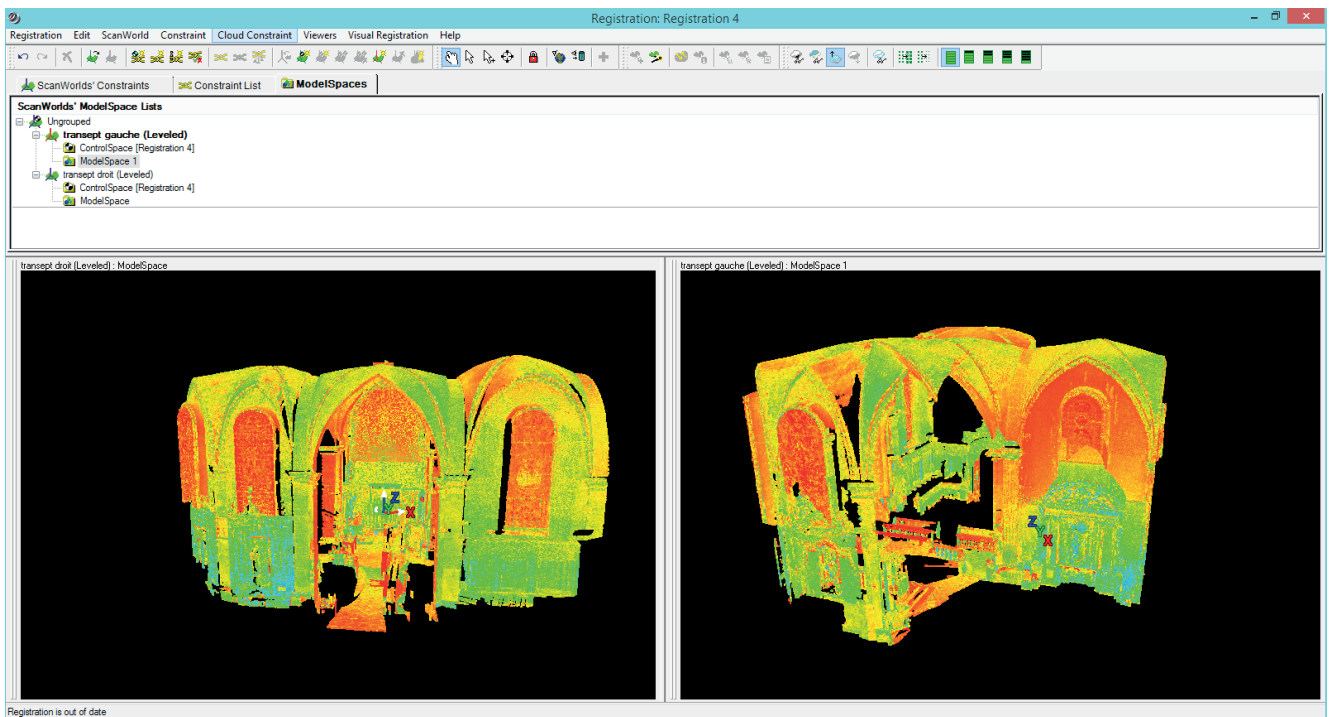 Registration: Registration 4
Registration Edit ScanWorld Constraint Cloud Constraint Viewers Visual Registration Help
ScanWorlds' Constraints Constraint List ModelSpaces
ScanWorlds' ModelSpace Lists
Ungrouped
transept gauche (Leveled)
ControlSpace [Registration 4]
ModelSpace 1
transept droit (Leveled)
ControlSpace [Registration 4]
ModelSpace
transept droit (Leveled) : ModelSpace transept gauche (Leveled) : ModelSpace 1
Z
Y X
Z
Y
X
Registration is out of date